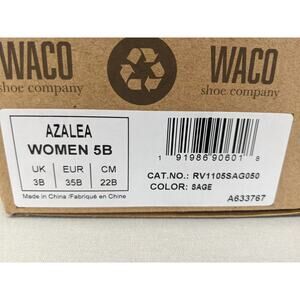 WACO
shoe company
WACO
shoe company
AZALEA
WOMEN 5B
UK EUR CM
3B 35B 22B
Made in China /Fabriqué en Chine
1 91986 90601 8
CAT.NO.: RV1105SAG050
COLOR: SAGE
A633767